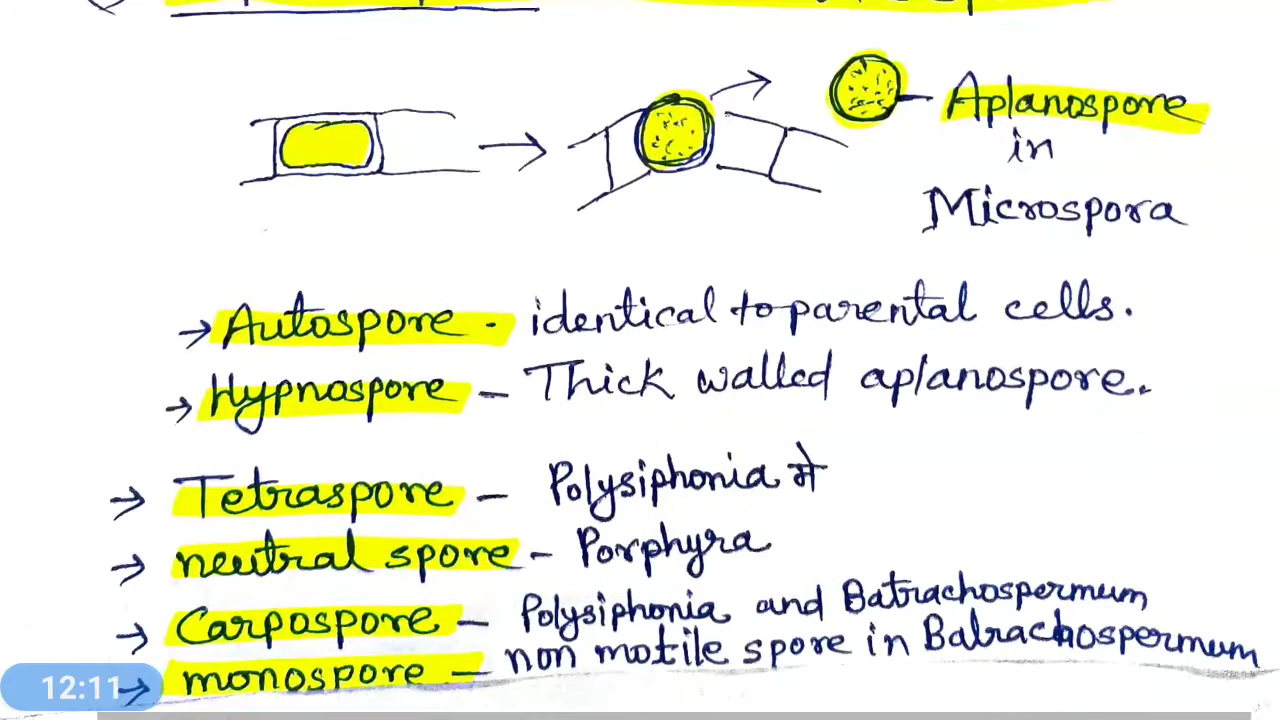 Aplanospore
in
Microspora
→ Autospore - identical to parental cells.
→ Hypnospore - Thick walled aplanospore.
→ Tetraspore - Polysiphonia में
→ neutral spore - Porphyra
→ Carpospore - Polysiphonia and Batrachospermum
→ monospore - non motile spore in Batrachospermum
12:11